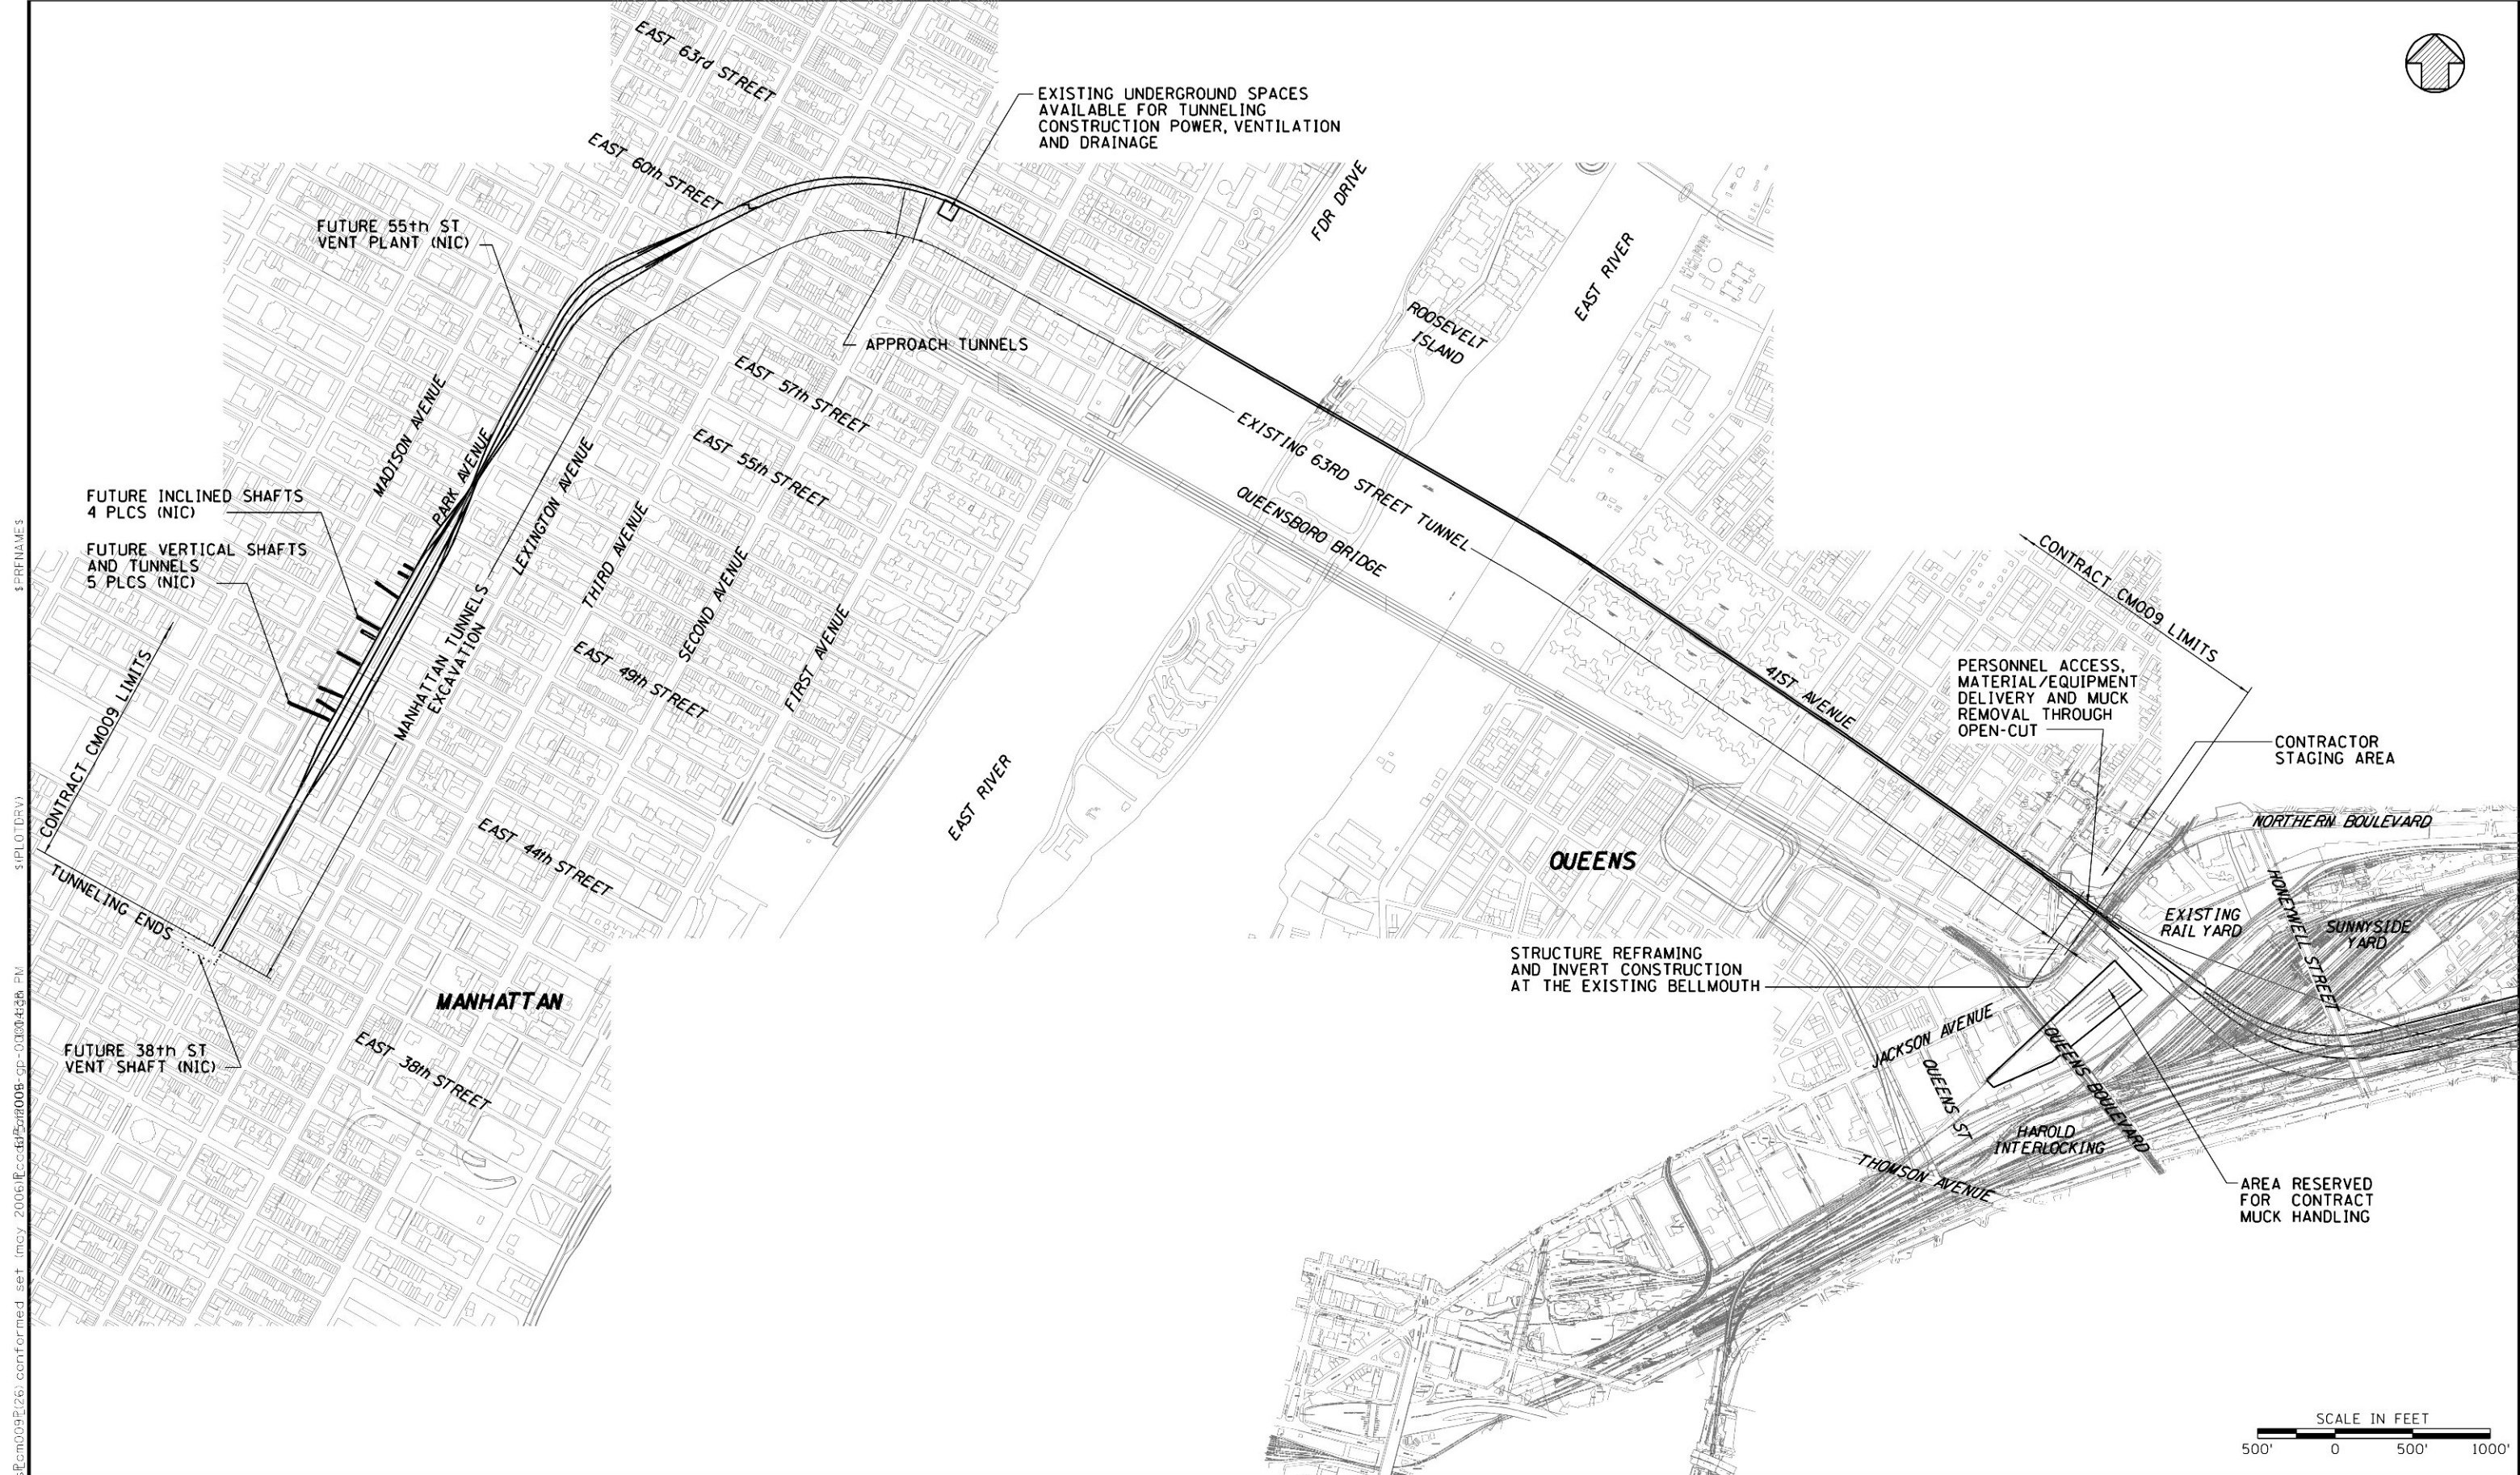 EAST 63rd STREET
EXISTING UNDERGROUND SPACES
AVAILABLE FOR TUNNELING
CONSTRUCTION POWER, VENTILATION
AND DRAINAGE
EAST 60th STREET
FUTURE 55th ST
VENT PLANT (NIC)
FDR DRIVE
EAST RIVER
ROOSEVELT
ISLAND
APPROACH TUNNELS
EAST 57th STREET
MADISON AVENUE
PARK AVENUE
EAST 55th STREET
EXISTING 63RD STREET TUNNEL
QUEENSBORO BRIDGE
FUTURE INCLINED SHAFTS
4 PLCS (NIC)
FUTURE VERTICAL SHAFTS
AND TUNNELS
5 PLCS (NIC)
LEXINGTON AVENUE
THIRD AVENUE
SECOND AVENUE
FIRST AVENUE
MANHATTAN TUNNELS
EXCAVATION
EAST 49th STREET
CONTRACT CM009 LIMITS
CONTRACT CM009 LIMITS
41ST AVENUE
PERSONNEL ACCESS,
MATERIAL/EQUIPMENT
DELIVERY AND MUCK
REMOVAL THROUGH
OPEN-CUT
CONTRACTOR
STAGING AREA
EAST RIVER
NORTHERN BOULEVARD
EAST 44th STREET
QUEENS
TUNNELING ENDS
HONEYWELL STREET
EXISTING
RAIL YARD
SUNNYSIDE
YARD
STRUCTURE REFRAMING
AND INVERT CONSTRUCTION
AT THE EXISTING BELLMOUTH
MANHATTAN
JACKSON AVENUE
QUEENS BOULEVARD
QUEENS ST
FUTURE 38th ST
VENT SHAFT (NIC)
EAST 38th STREET
HAROLD
INTERLOCKING
THOMSON AVENUE
AREA RESERVED
FOR CONTRACT
MUCK HANDLING
SCALE IN FEET
500' 0 500' 1000'
$PRFNAME$
conformed set (may 2006)